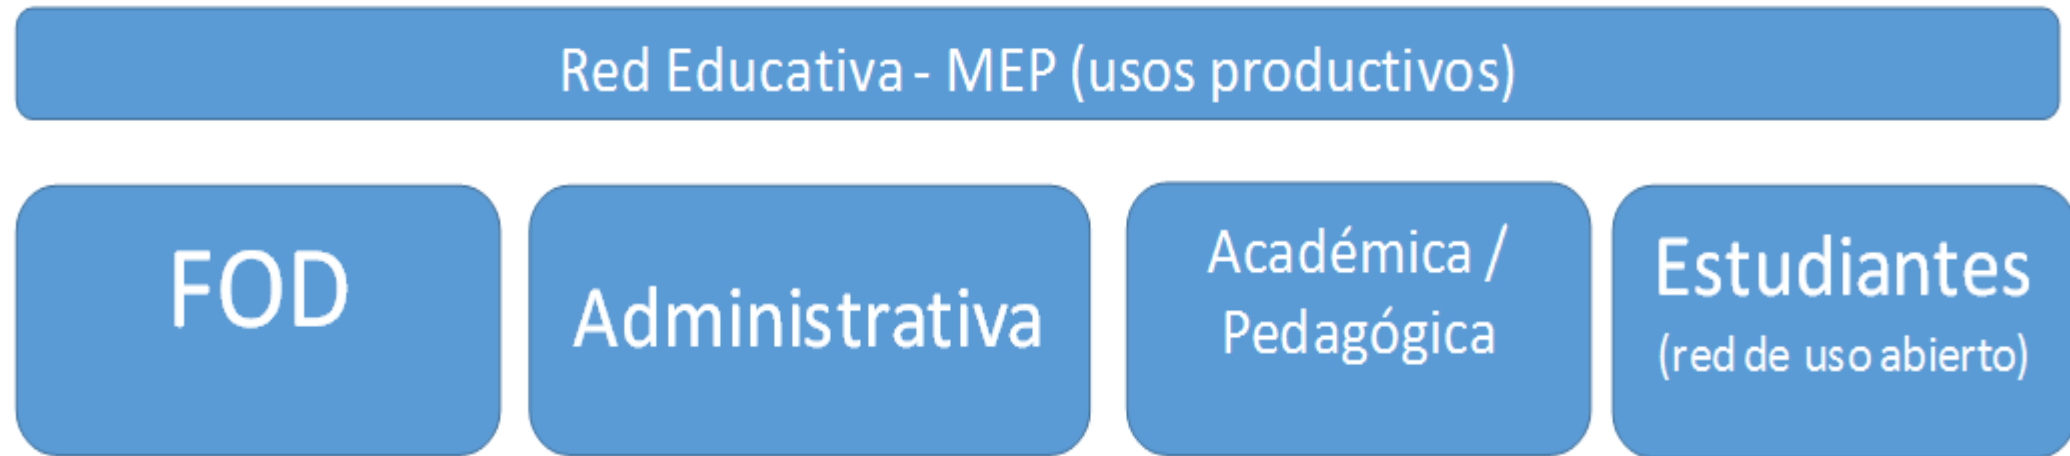 Red Educativa - MEP (usos productivos)
FOD
Administrativa
Académica /
Pedagógica
Estudiantes
(red de uso abierto)